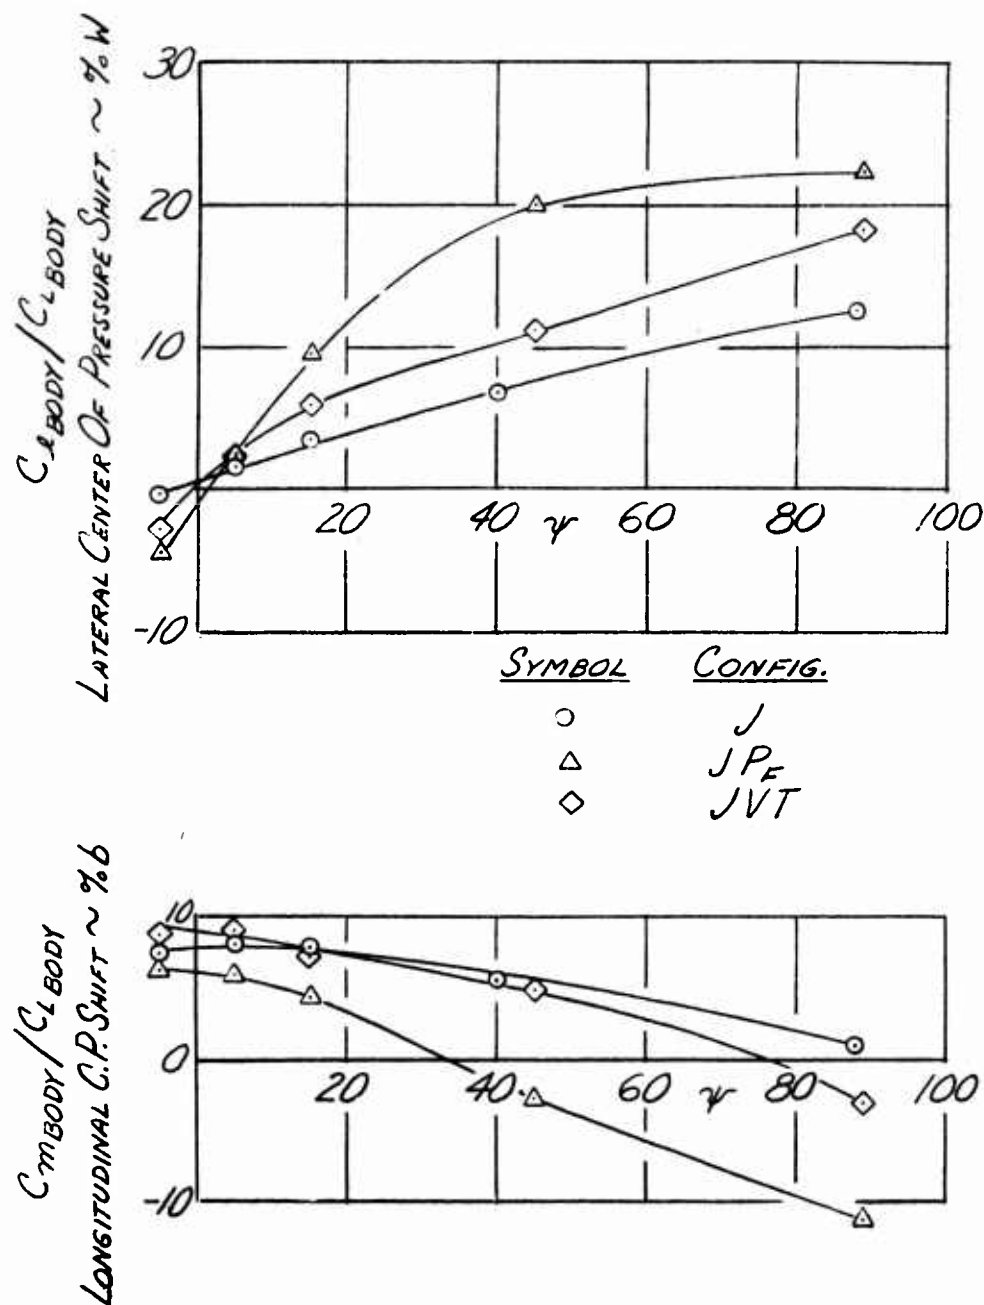 C_l BODY / C_L BODY
LATERAL CENTER OF PRESSURE SHIFT ~ % W
30
20
10
-10
20 40 ψ 60 80 100
SYMBOL CONFIG.
○ J
△ JP_F
◇ JVT
C_m BODY / C_L BODY
LONGITUDINAL C.P. SHIFT ~ % b
10
0
-10
20 40 60 ψ 80 100